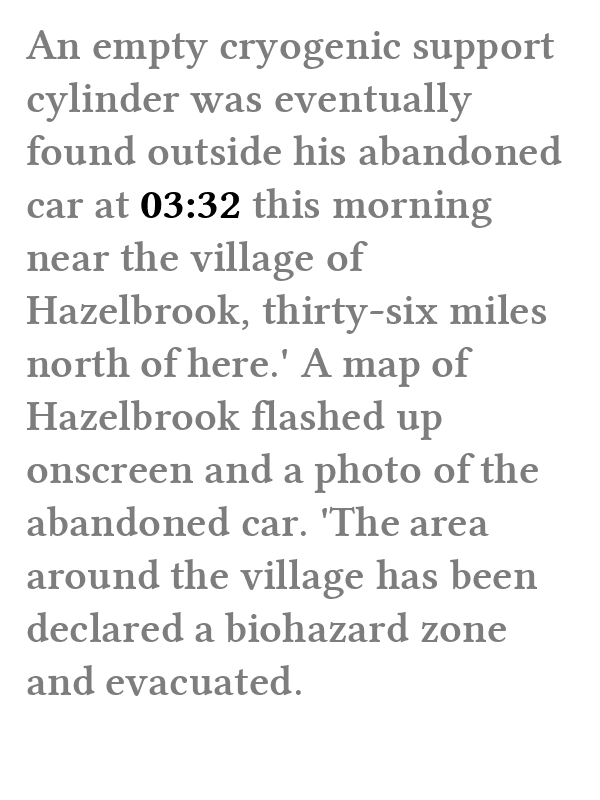 An empty cryogenic support
cylinder was eventually
found outside his abandoned
car at 03:32 this morning
near the village of
Hazelbrook, thirty-six miles
north of here.' A map of
Hazelbrook flashed up
onscreen and a photo of the
abandoned car. 'The area
around the village has been
declared a biohazard zone
and evacuated.